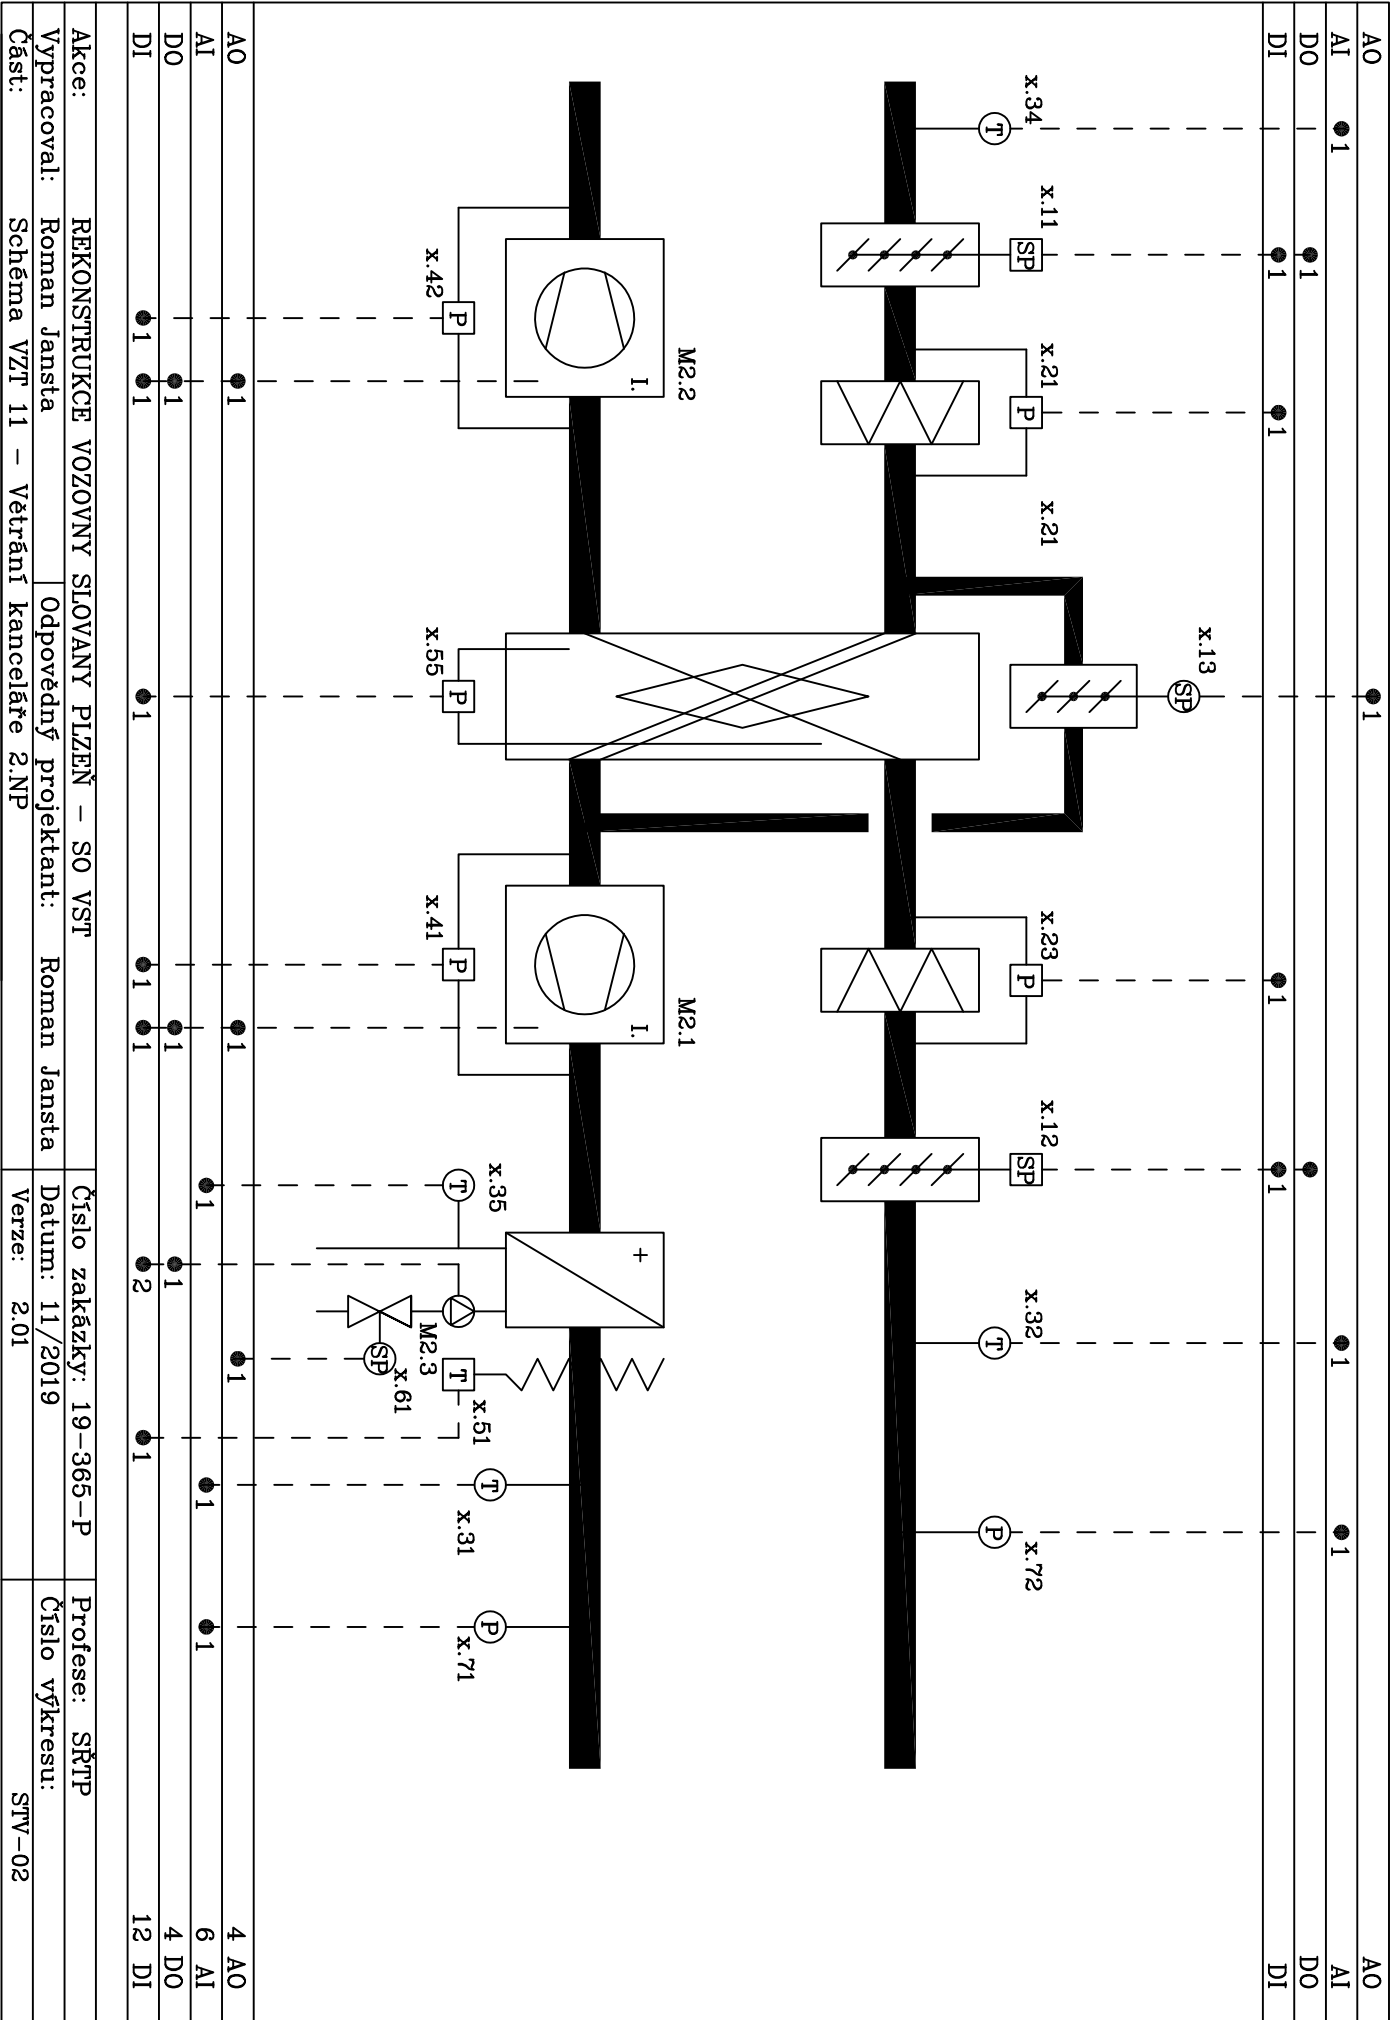 AO AO
AI 1 1 1 1 AI
DO 1 DO
DI 1 1 1 1 DI
x.13
SP
x.34 x.11 x.21 x.21 x.23 x.12 x.32 x.72
T SP P P SP T P
M2.2 M2.1
I. I. +
x.35 x.51 x.31 x.71
P P P T T T P
x.42 x.55 x.41 M2.3 x.61
SP
AO 1 1 1 4 AO
AI 1 1 1 6 AI
DO 1 1 1 4 DO
DI 1 1 1 1 1 2 1 12 DI
Akce: REKONSTRUKCE VOZOVNY SLOVANY PLZEŇ - SO VST
Číslo zakázky: 19-365-P
Profese: SŘTP
Vypracoval: Roman Jansta
Odpovědný projektant: Roman Jansta
Datum: 11/2019
Číslo výkresu:
Část: Schéma VZT 11 - Větrání kanceláře 2.NP
Verze: 2.01
STV-02